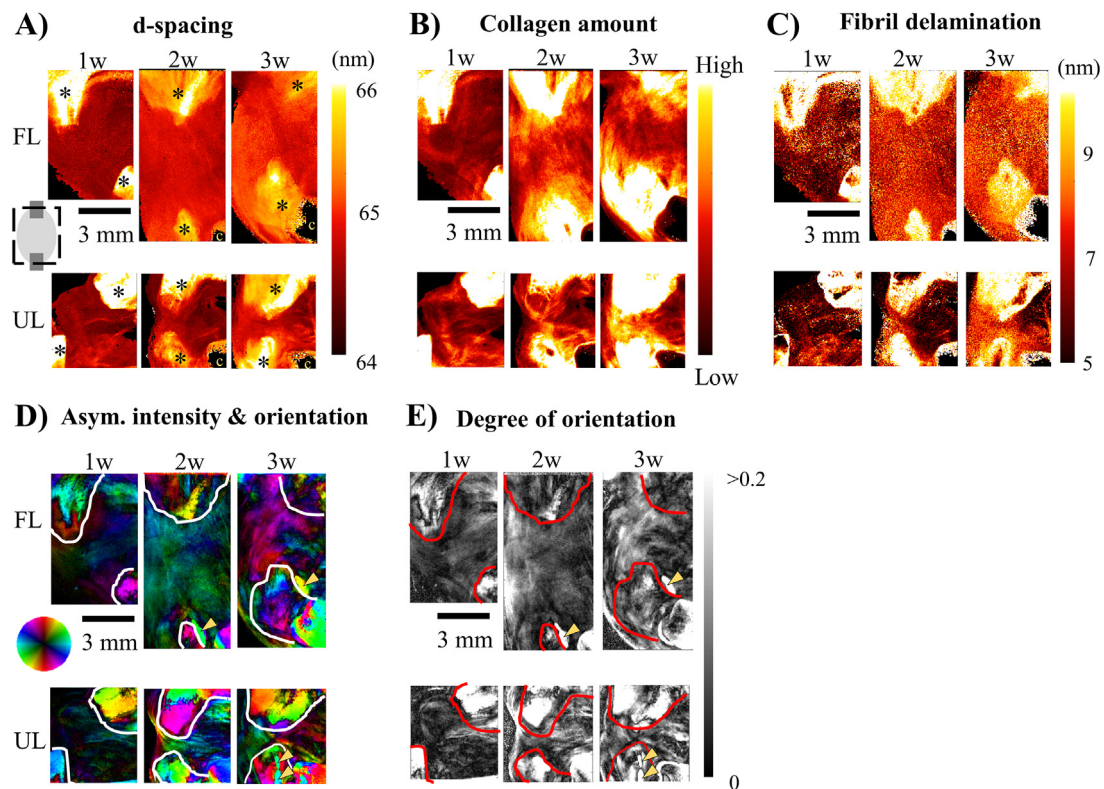 A) d-spacing
1w 2w 3w (nm)
* * * 66
FL
* * * 65
3 mm c c
UL
* * *
* * c * c 64
B) Collagen amount
1w 2w 3w High
3 mm
Low
C) Fibril delamination
1w 2w 3w (nm)
9
3 mm 7
5
D) Asym. intensity & orientation
1w 2w 3w
FL
3 mm
UL
E) Degree of orientation
1w 2w 3w >0.2
3 mm
0